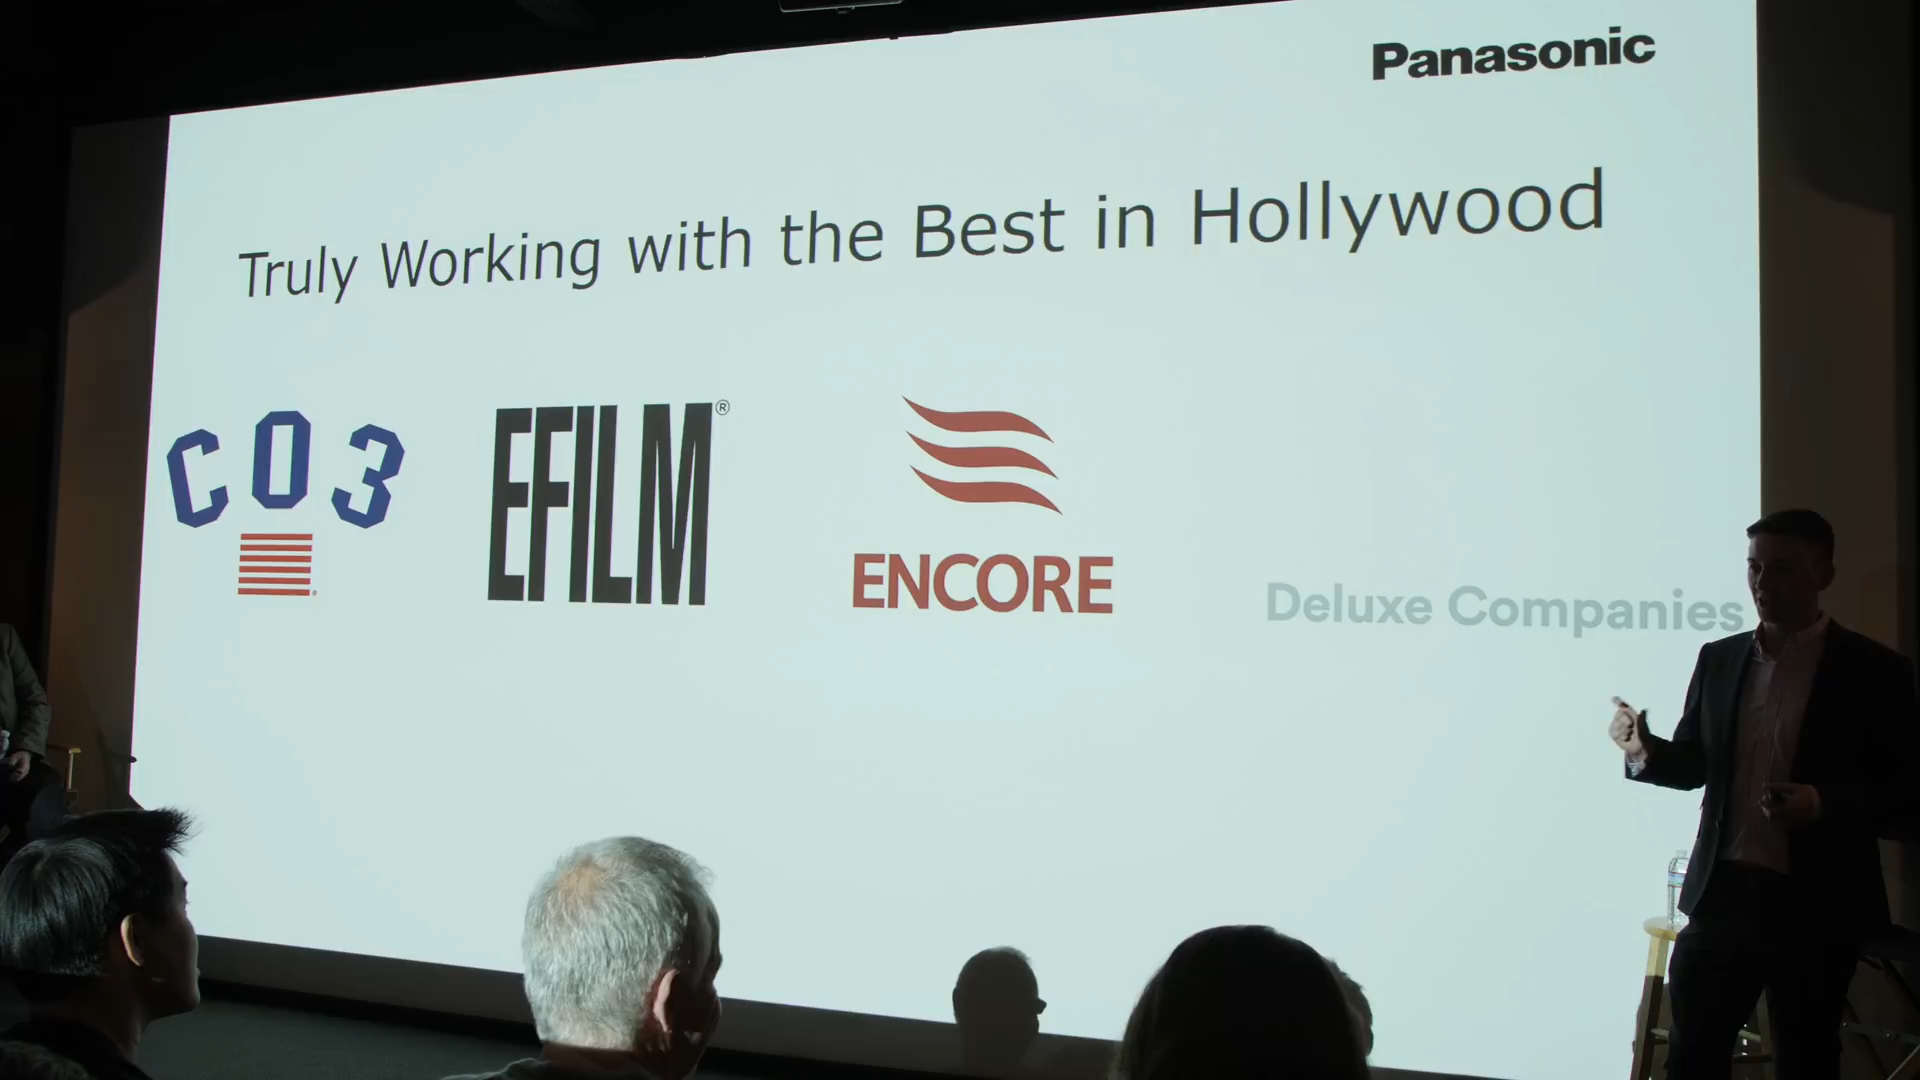 Panasonic
Truly Working with the Best in Hollywood
CO3
EFILM®
ENCORE
Deluxe Companies